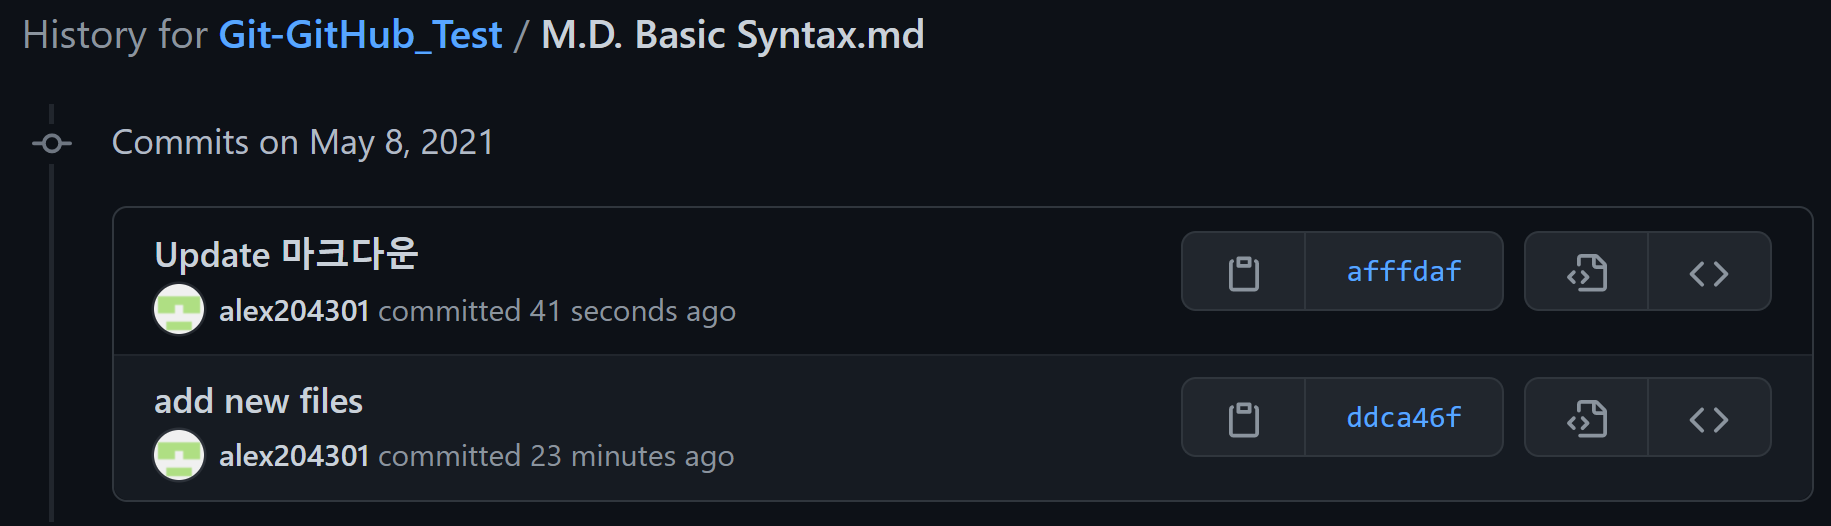 History for Git-GitHub_Test / M.D. Basic Syntax.md
Commits on May 8, 2021
Update 마크다운
afffdaf
alex204301 committed 41 seconds ago
add new files
ddca46f
alex204301 committed 23 minutes ago